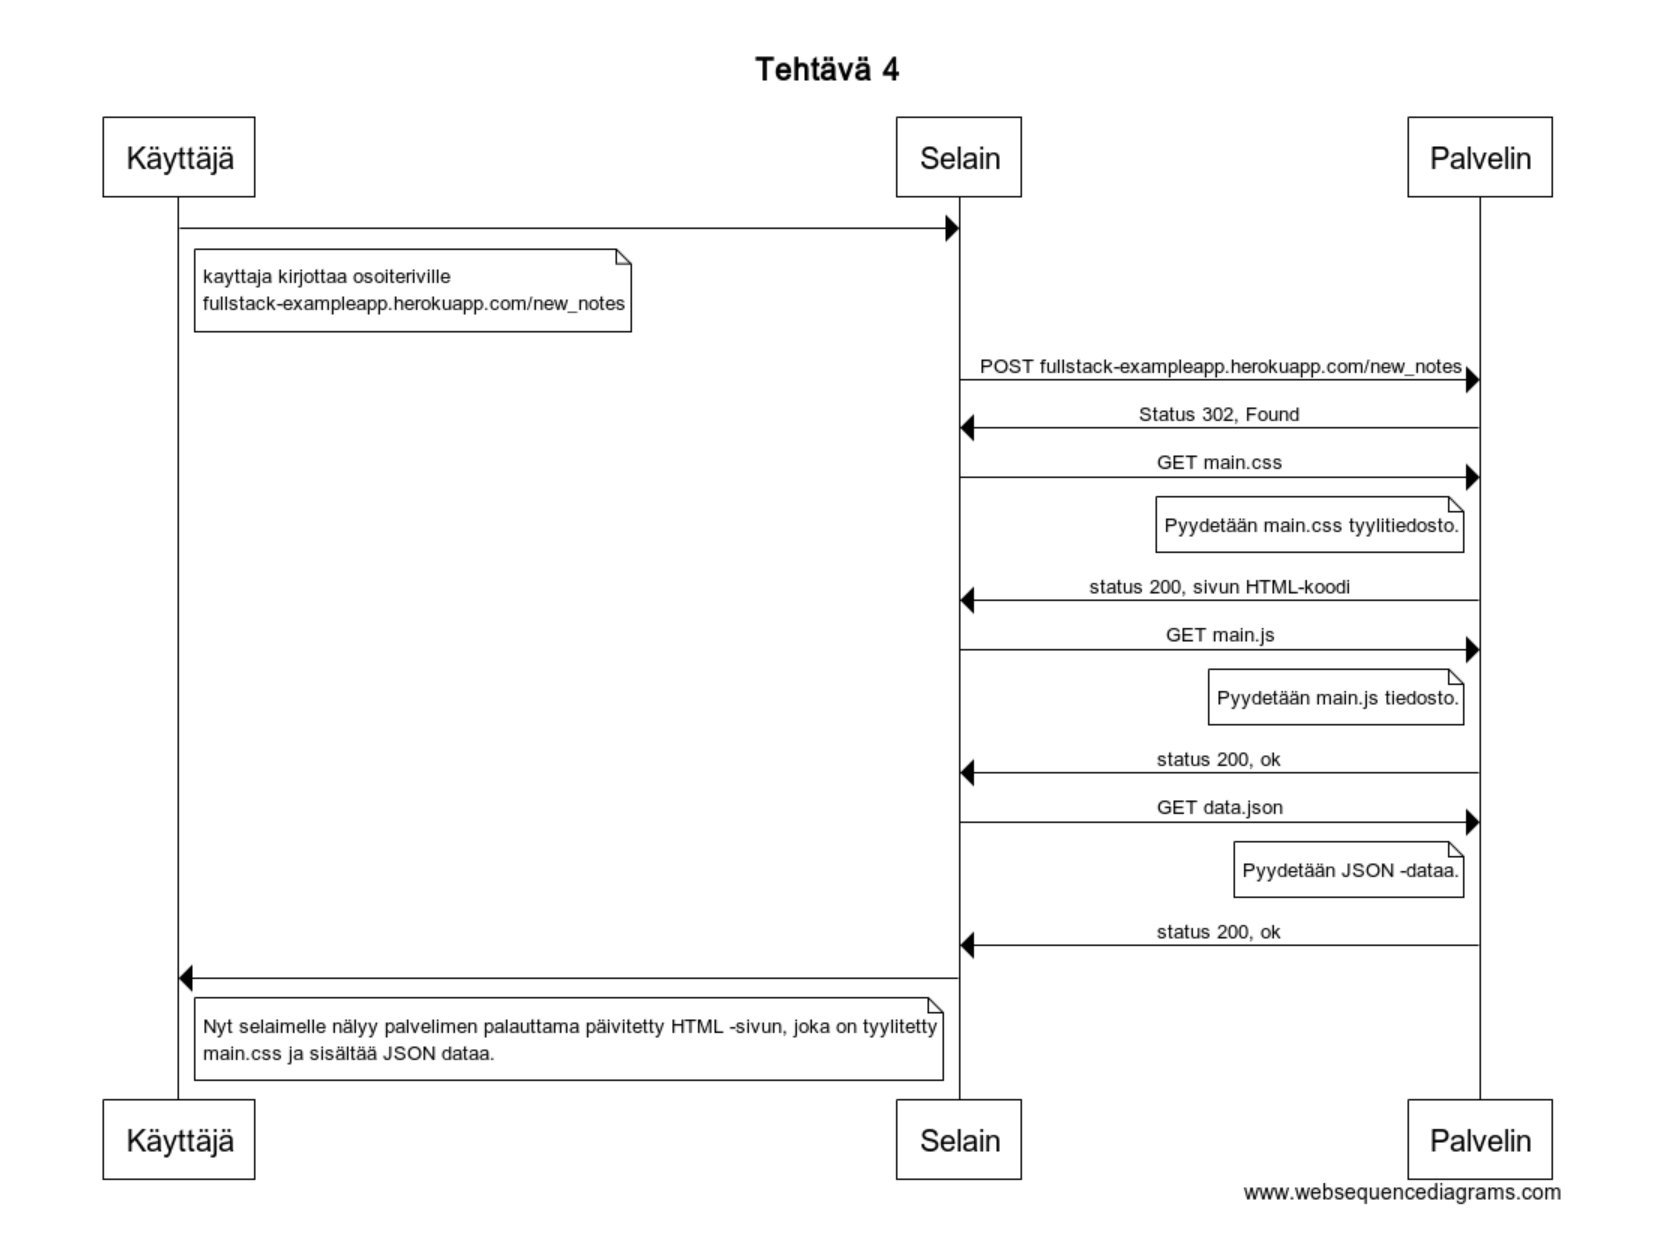 Tehtävä 4
Käyttäjä
Selain
Palvelin
kayttaja kirjottaa osoiteriville
fullstack-exampleapp.herokuapp.com/new_notes
POST fullstack-exampleapp.herokuapp.com/new_notes
Status 302, Found
GET main.css
Pyydetään main.css tyylitiedosto.
status 200, sivun HTML-koodi
GET main.js
Pyydetään main.js tiedosto.
status 200, ok
GET data.json
Pyydetään JSON -dataa.
status 200, ok
Nyt selaimelle nälyy palvelimen palauttama päivitetty HTML -sivun, joka on tyylitetty
main.css ja sisältää JSON dataa.
Käyttäjä
Selain
Palvelin
www.websequencediagrams.com